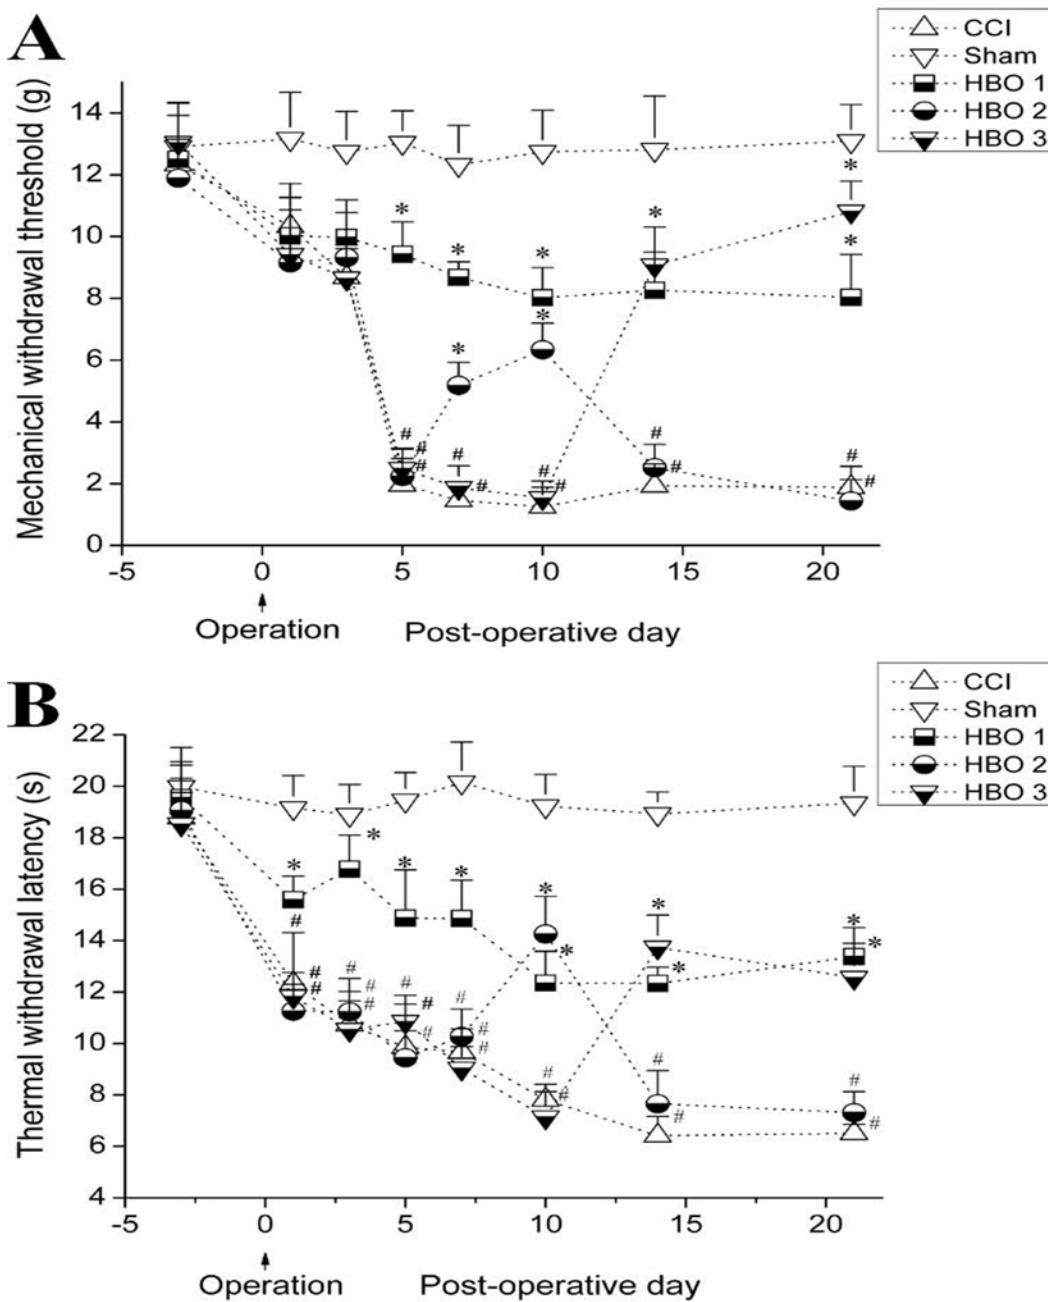 A
CCI
Sham
HBO 1
HBO 2
HBO 3
Mechanical withdrawal threshold (g)
14
12
10
8
6
4
2
0
* * * * * *
* *
# # # # # # # # # # #
-5 0 5 10 15 20
Operation Post-operative day
B
CCI
Sham
HBO 1
HBO 2
HBO 3
Thermal withdrawal latency (s)
22
20
18
16
14
12
10
8
6
4
* * * * * * * * * *
# # # # # # # # # # # # # # # # #
-5 0 5 10 15 20
Operation Post-operative day